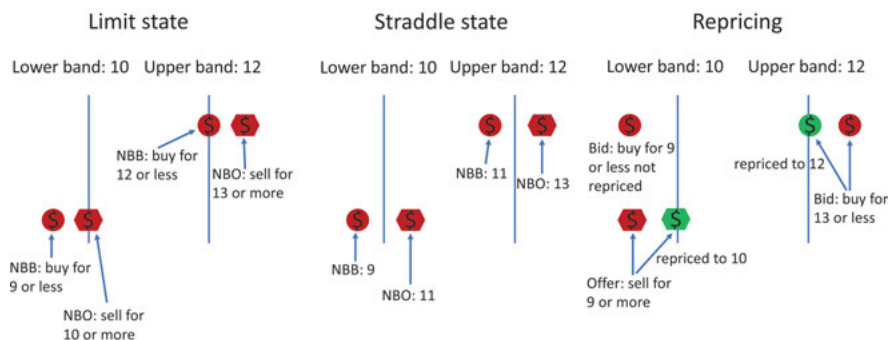 Limit state
Lower band: 10 Upper band: 12
$
$
NBB: buy for
12 or less
NBO: sell for
13 or more
$
$
NBB: buy for
9 or less
NBO: sell for
10 or more
Straddle state
Lower band: 10 Upper band: 12
$
$
NBB: 11
NBO: 13
$
$
NBB: 9
NBO: 11
Repricing
Lower band: 10 Upper band: 12
$
$
$
Bid: buy for 9
or less not
repriced
repriced to 12
Bid: buy for
13 or less
$
$
repriced to 10
Offer: sell for
9 or more